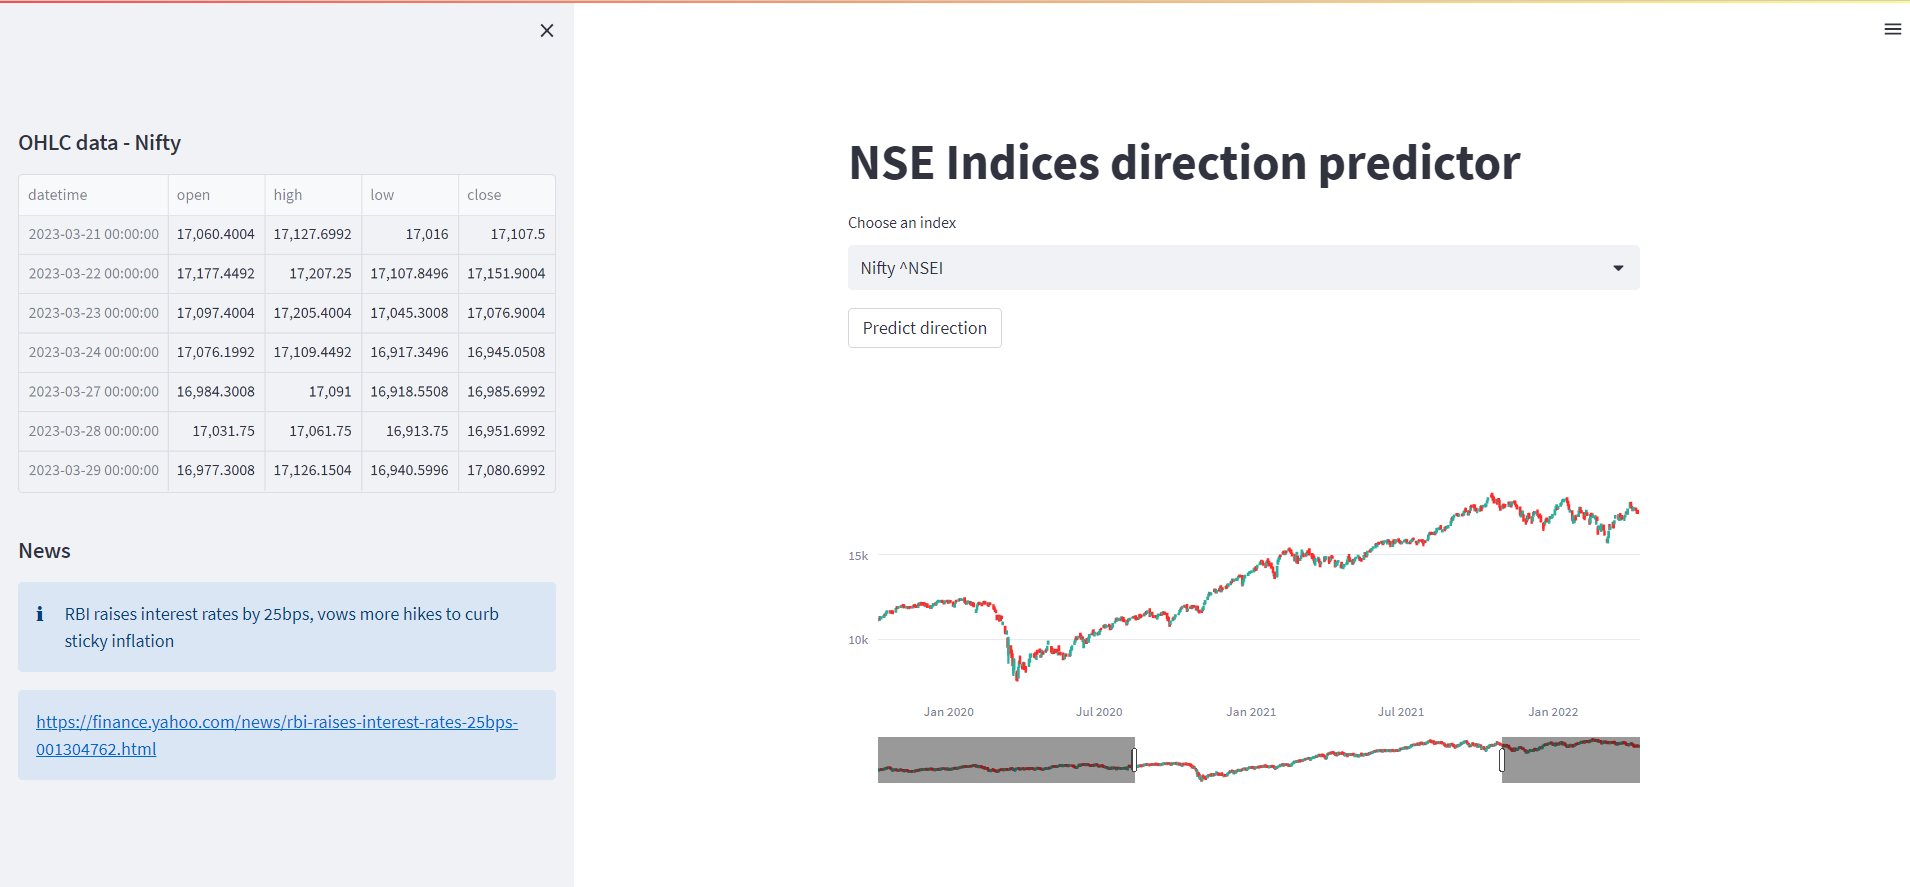 OHLC data - Nifty
datetime open high low close
2023-03-21 00:00:00 17,060.4004 17,127.6992 17,016 17,107.5
2023-03-22 00:00:00 17,177.4492 17,207.25 17,107.8496 17,151.9004
2023-03-23 00:00:00 17,097.4004 17,205.4004 17,045.3008 17,076.9004
2023-03-24 00:00:00 17,076.1992 17,109.4492 16,917.3496 16,945.0508
2023-03-27 00:00:00 16,984.3008 17,091 16,918.5508 16,985.6992
2023-03-28 00:00:00 17,031.75 17,061.75 16,913.75 16,951.6992
2023-03-29 00:00:00 16,977.3008 17,126.1504 16,940.5996 17,080.6992
News
RBI raises interest rates by 25bps, vows more hikes to curb
sticky inflation
https://finance.yahoo.com/news/rbi-raises-interest-rates-25bps-
001304762.html
NSE Indices direction predictor
Choose an index
Nifty ^NSEI
Predict direction
15k
10k
Jan 2020 Jul 2020 Jan 2021 Jul 2021 Jan 2022